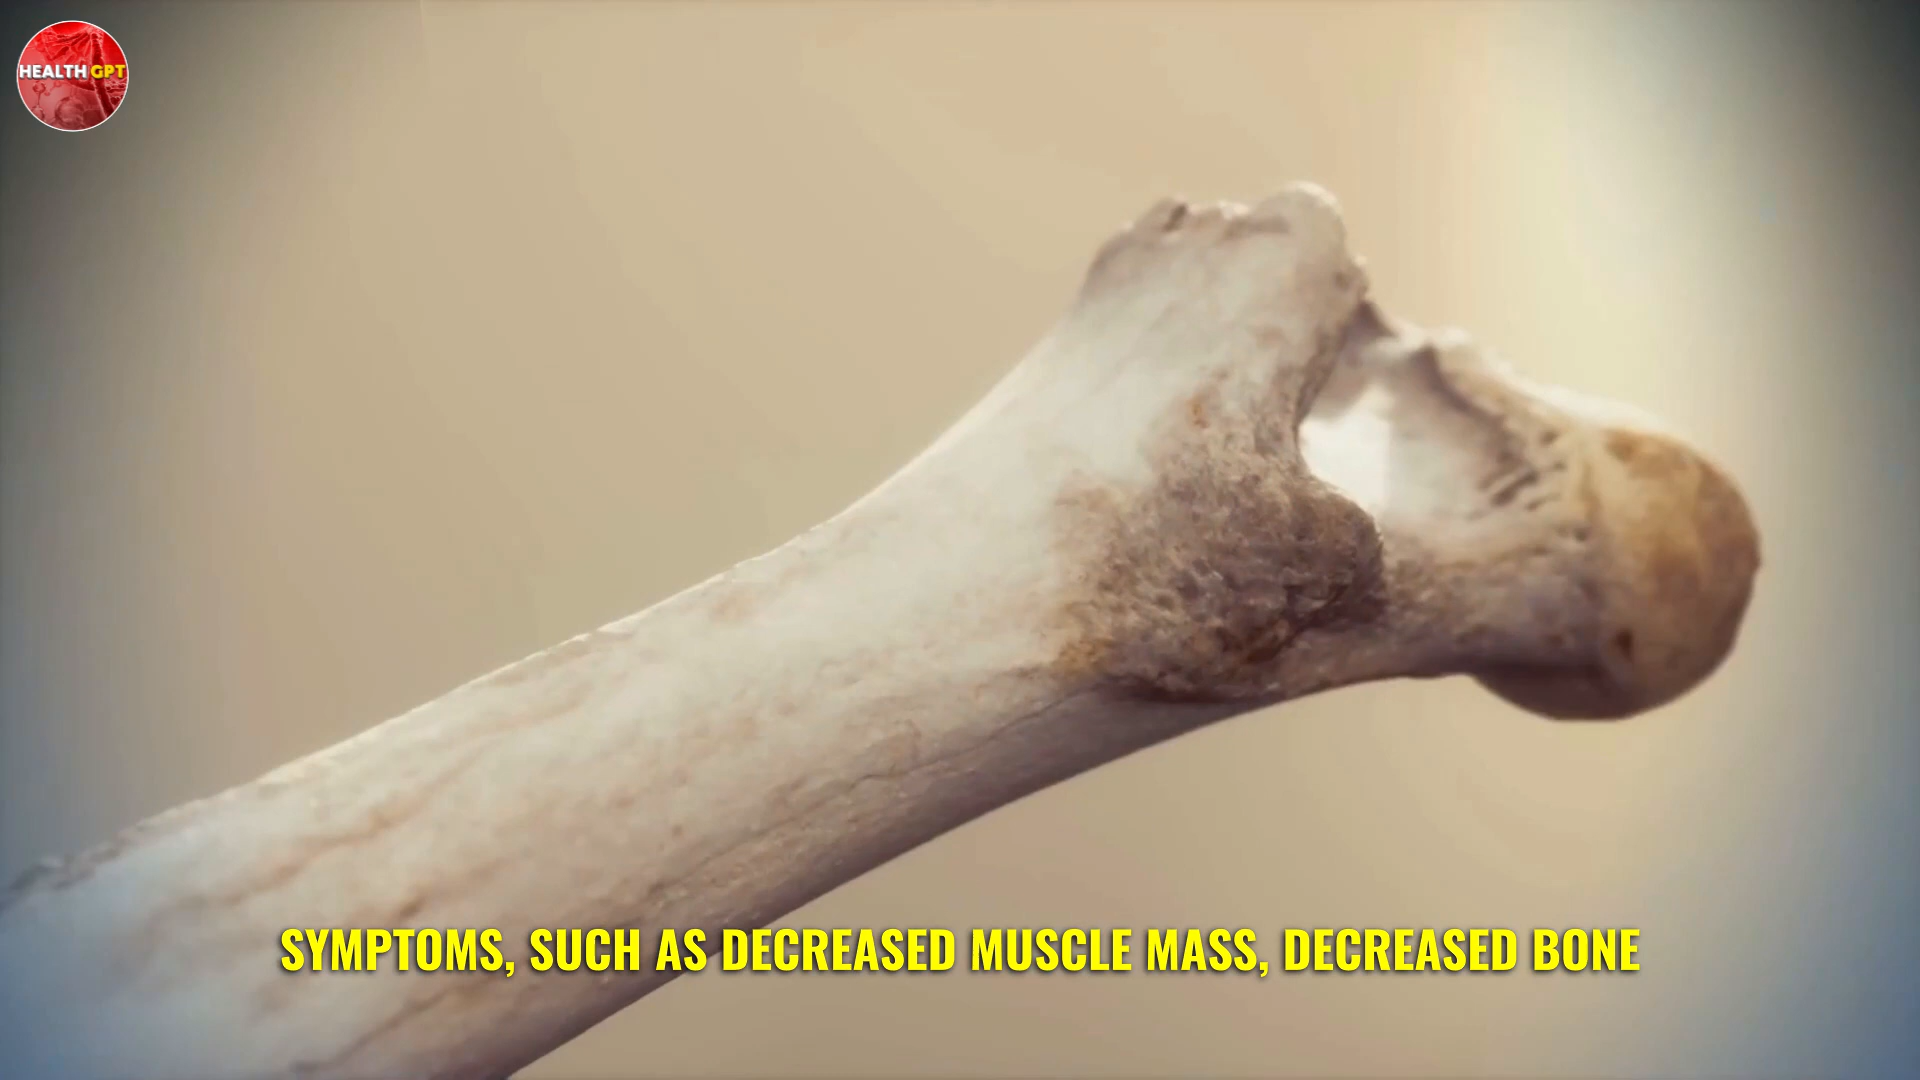 HEALTH GPT
SYMPTOMS, SUCH AS DECREASED MUSCLE MASS, DECREASED BONE